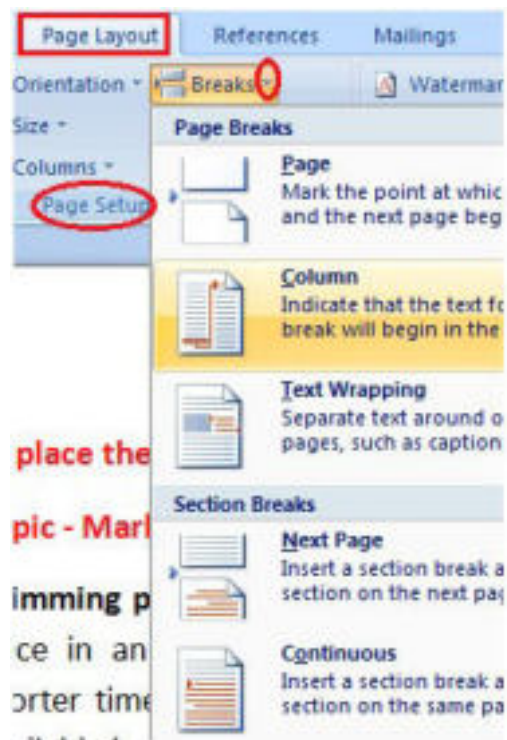 Page Layout References Mailings
Orientation Breaks Watermar
Size
Columns
Page Setup
Page Breaks
Page
Mark the point at whic
and the next page beg
Column
Indicate that the text fo
break will begin in the
Text Wrapping
Separate text around o
pages, such as caption
Section Breaks
Next Page
Insert a section break a
section on the next pag
Continuous
Insert a section break a
section on the same pa
place the
pic - Marl
imming p
ce in an
orter time